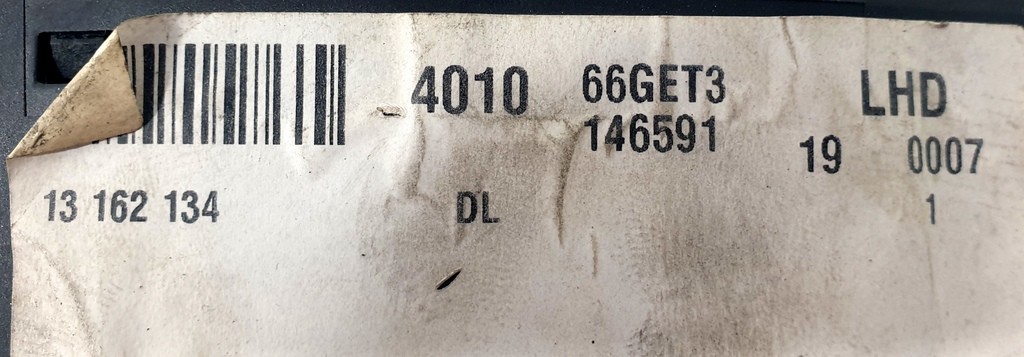 4010 66GET3 LHD
146591 19 0007
13 162 134 DL 1